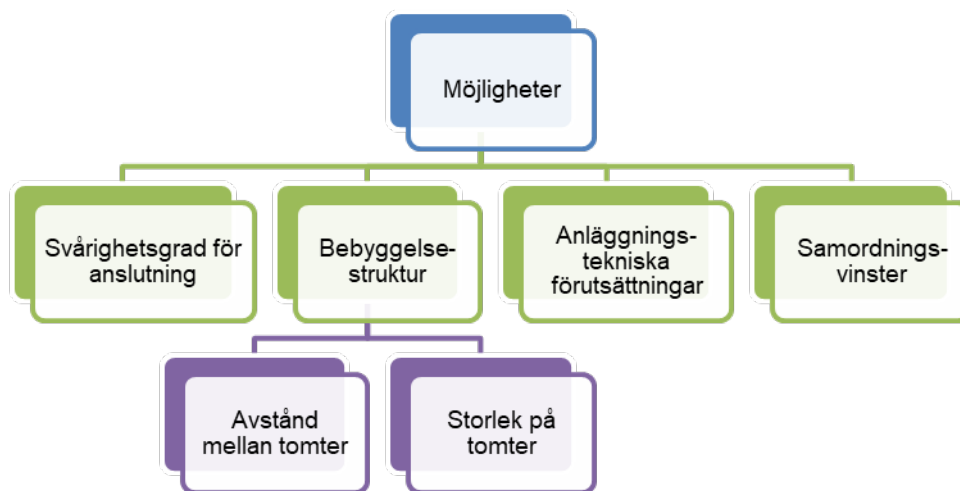 Möjligheter
Svårighetsgrad för
anslutning
Bebyggelse-
struktur
Anläggnings-
tekniska
förutsättningar
Samordnings-
vinster
Avstånd
mellan tomter
Storlek på
tomter